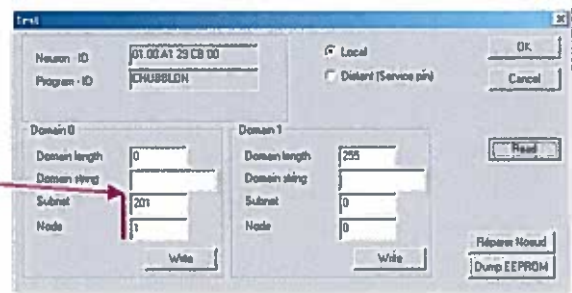 Neuron - ID 01 00 A1 29 CB 00
Program - ID CHUBBLON
Local
Distant (Service pin)
OK
Cancel
Read
Domain 0
Domain length 0
Domain string
Subnet 201
Node 1
Write
Domain 1
Domain length 255
Domain string
Subnet 0
Node 0
Write
Réparer Noeud
Dump EEPROM